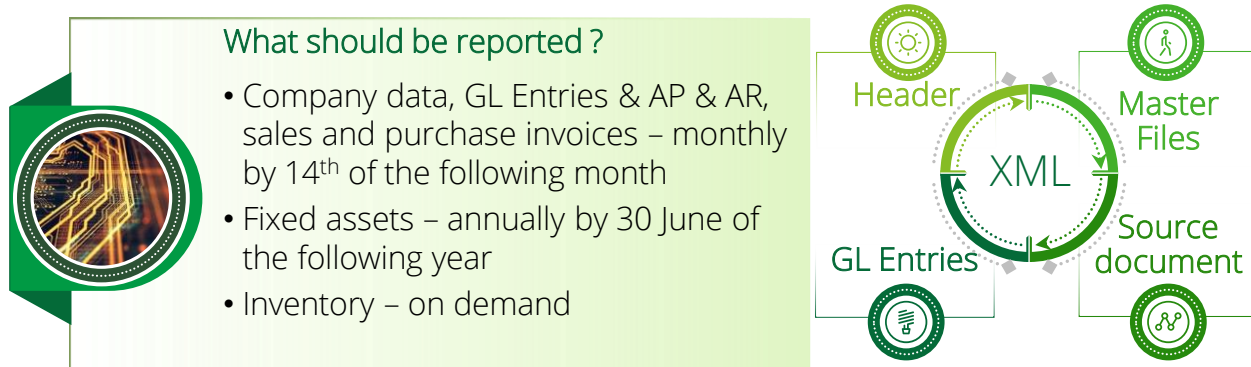 What should be reported ?
• Company data, GL Entries & AP & AR,
sales and purchase invoices – monthly
by 14th of the following month
• Fixed assets – annually by 30 June of
the following year
• Inventory – on demand
Header
Master
Files
XML
GL Entries
Source
document